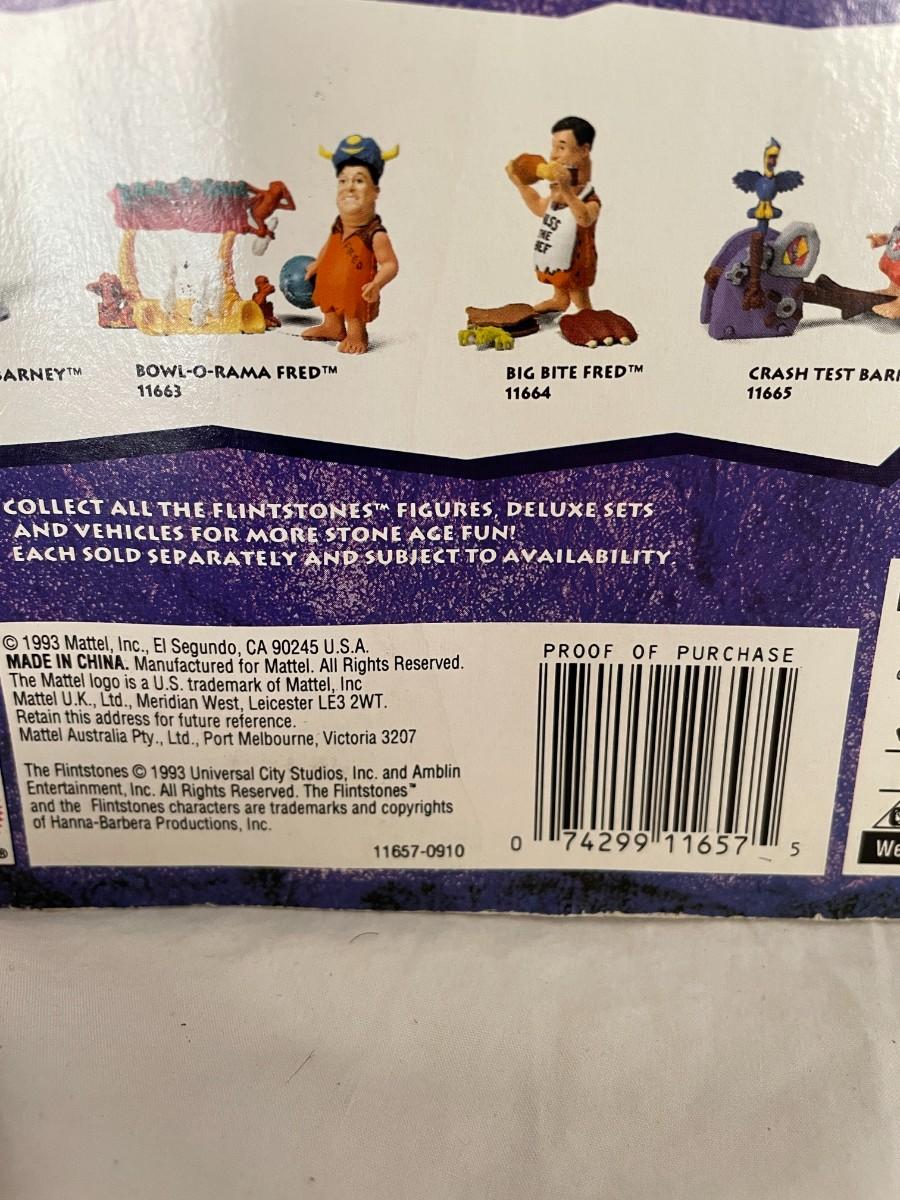 BOWL-O-RAMA
FRED
THE
BARNEY™
BOWL-O-RAMA FRED™
11663
BIG BITE FRED™
11664
CRASH TEST
11665
COLLECT ALL THE FLINTSTONES™ FIGURES, DELUXE SETS
AND VEHICLES FOR MORE STONE AGE FUN!
EACH SOLD SEPARATELY AND SUBJECT TO AVAILABILITY.
© 1993 Mattel, Inc., El Segundo, CA 90245 U.S.A.
MADE IN CHINA. Manufactured for Mattel. All Rights Reserved.
The Mattel logo is a U.S. trademark of Mattel, Inc
Mattel U.K., Ltd., Meridian West, Leicester LE3 2WT.
Retain this address for future reference.
Mattel Australia Pty., Ltd., Port Melbourne, Victoria 3207
The Flintstones © 1993 Universal City Studios, Inc. and Amblin
Entertainment, Inc. All Rights Reserved. The Flintstones™
and the Flintstones characters are trademarks and copyrights
of Hanna-Barbera Productions, Inc.
11657-0910
PROOF OF PURCHASE
0 74299 11657 5
®
We